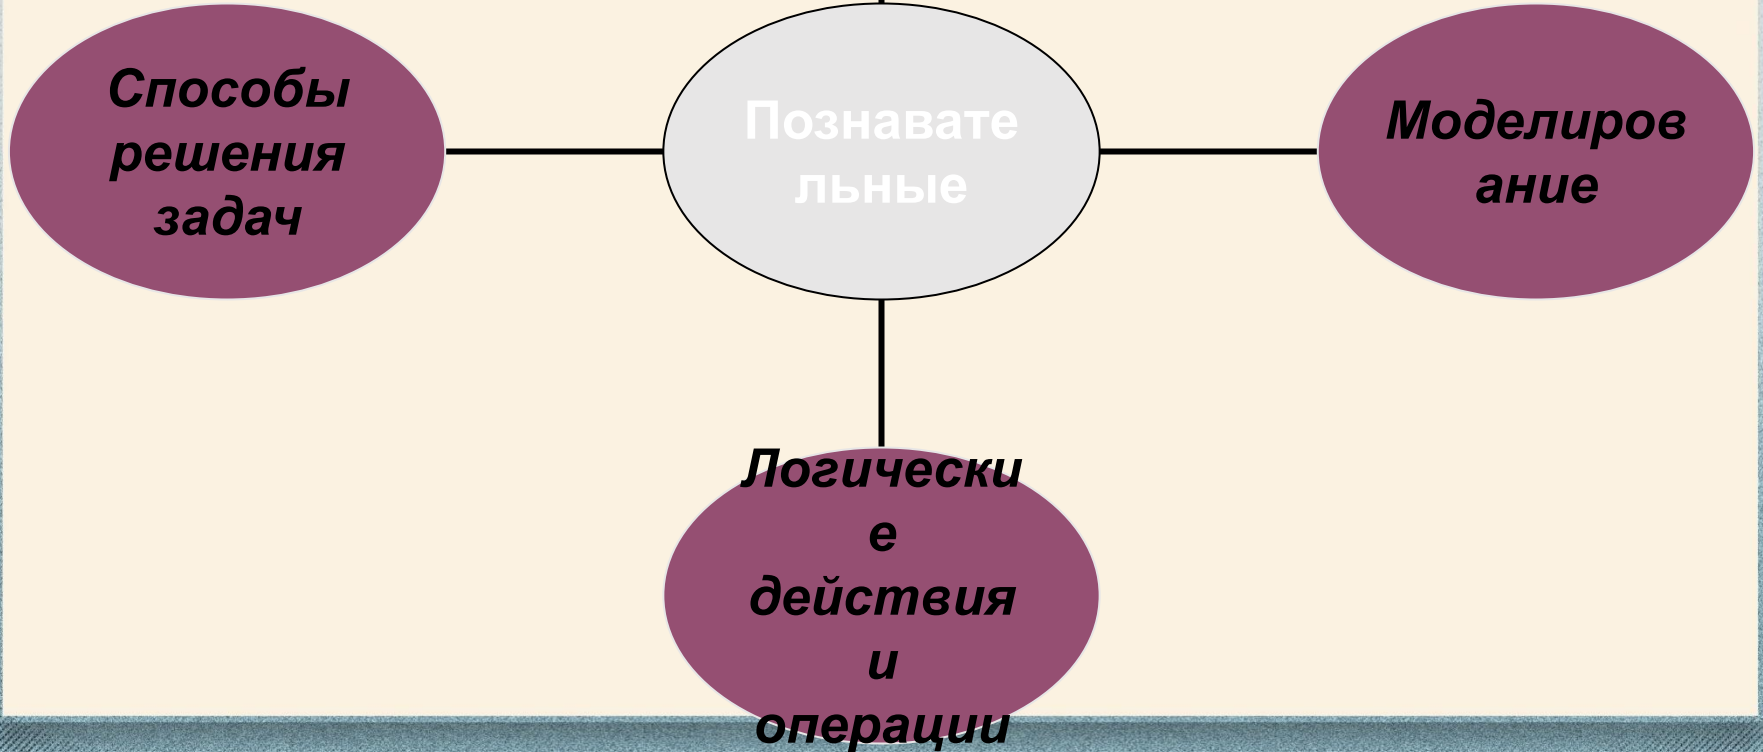 Способы
решения
задач
Познавате
льные
Моделиров
ание
Логически
е
действия
и
операции